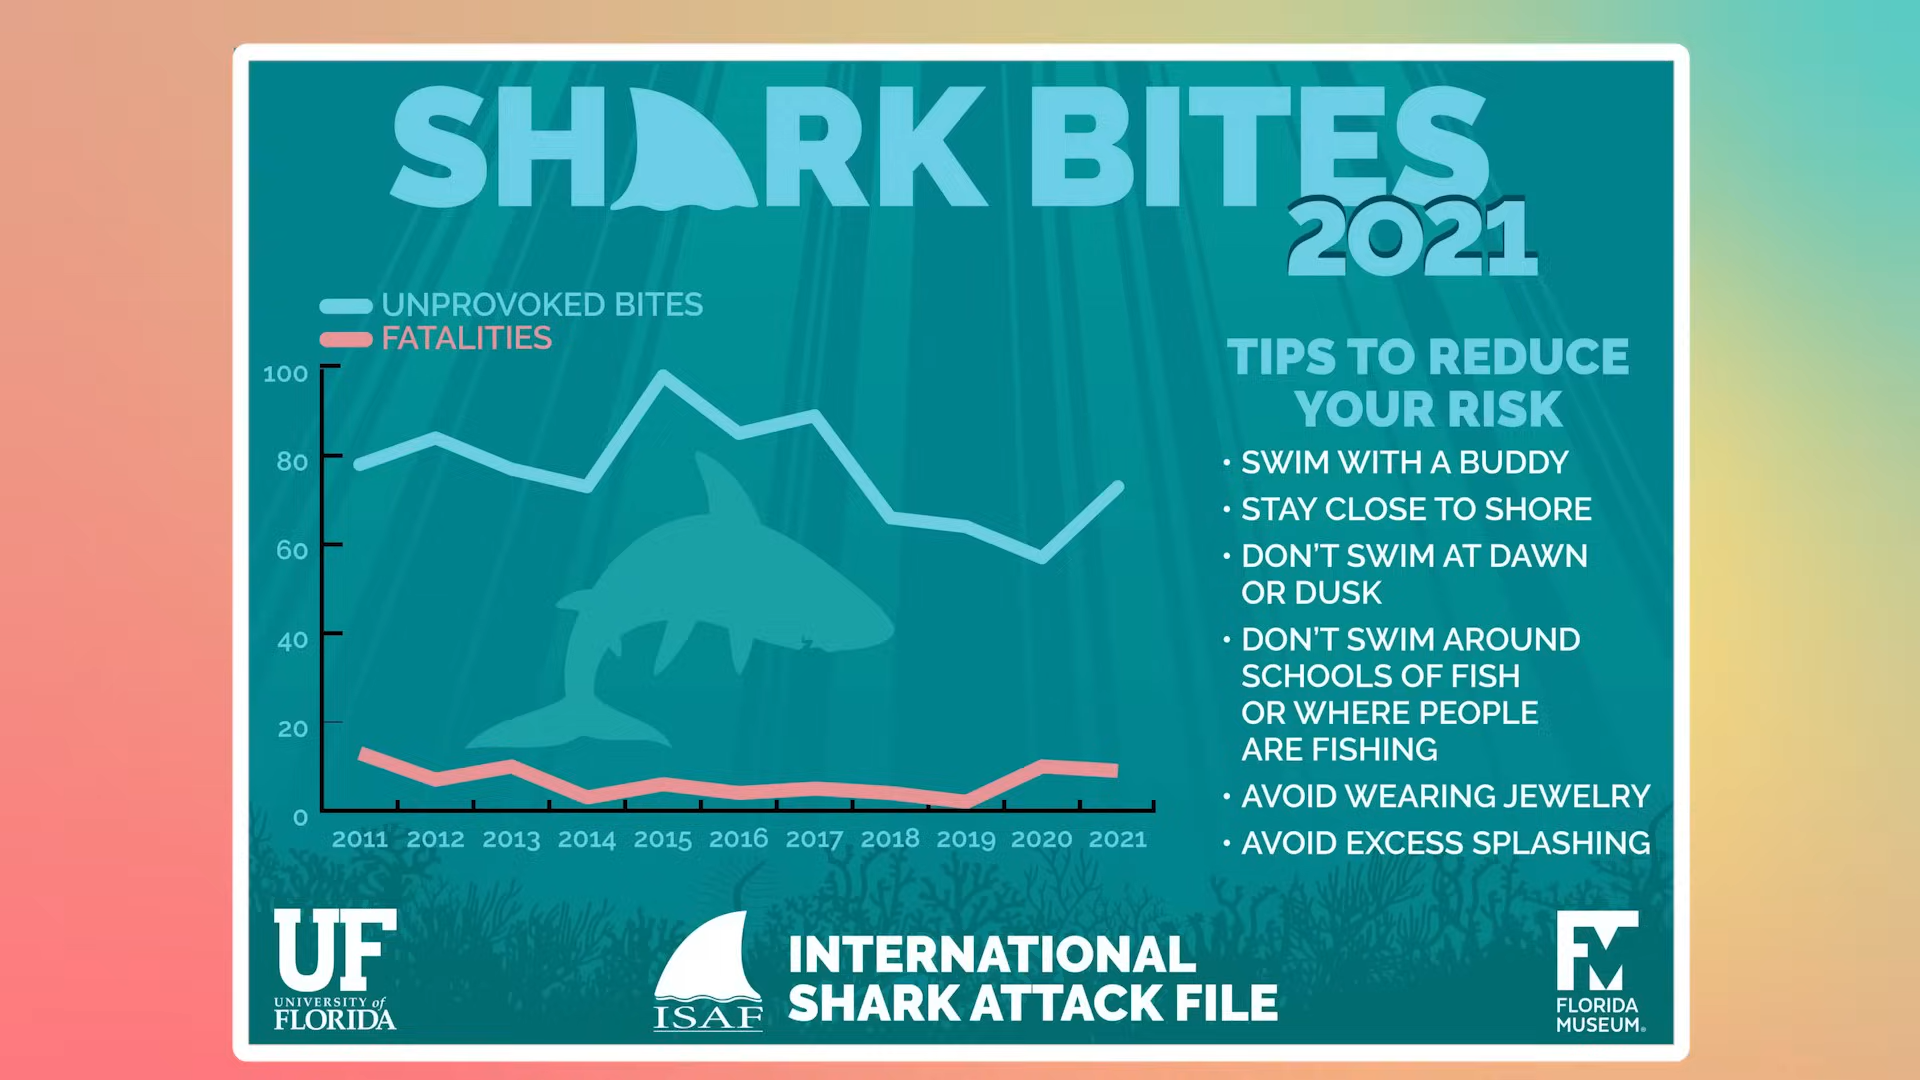 SHARK BITES
2021
UNPROVOKED BITES
FATALITIES
100
80
60
40
20
0
2011 2012 2013 2014 2015 2016 2017 2018 2019 2020 2021
TIPS TO REDUCE
YOUR RISK
• SWIM WITH A BUDDY
• STAY CLOSE TO SHORE
• DON'T SWIM AT DAWN
OR DUSK
• DON'T SWIM AROUND
SCHOOLS OF FISH
OR WHERE PEOPLE
ARE FISHING
• AVOID WEARING JEWELRY
• AVOID EXCESS SPLASHING
UF
UNIVERSITY of
FLORIDA
ISAF
INTERNATIONAL
SHARK ATTACK FILE
FM
FLORIDA
MUSEUM®